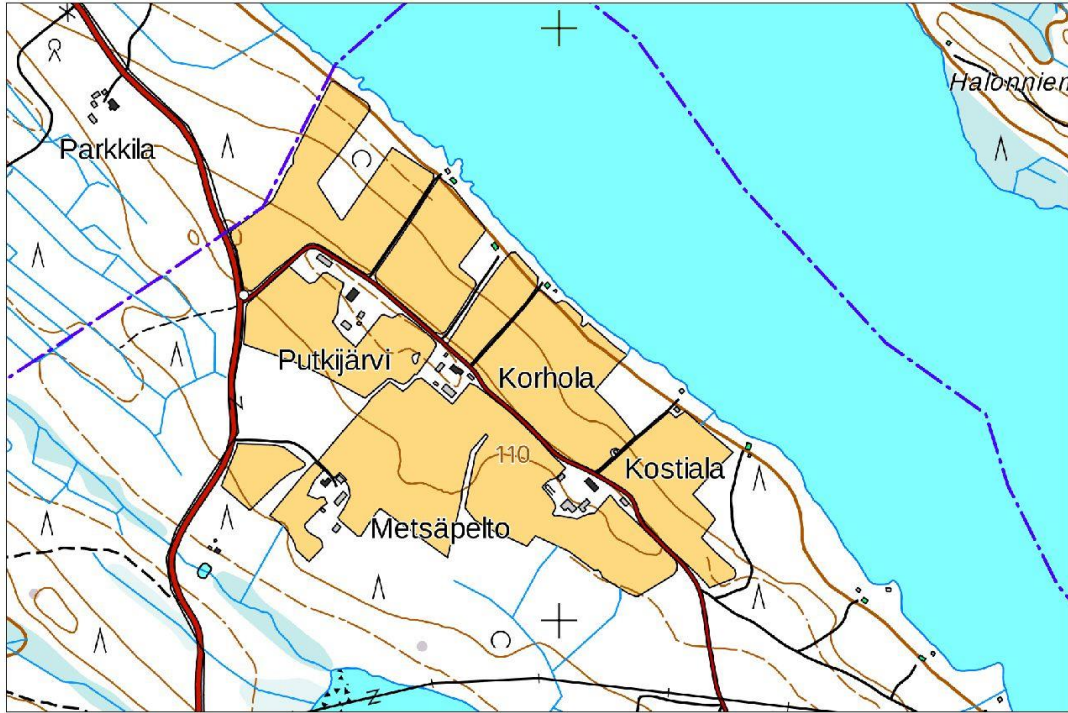 Halonniem
Parkkila
Putkijärvi
Korhola
110
Kostiala
Metsäpelto